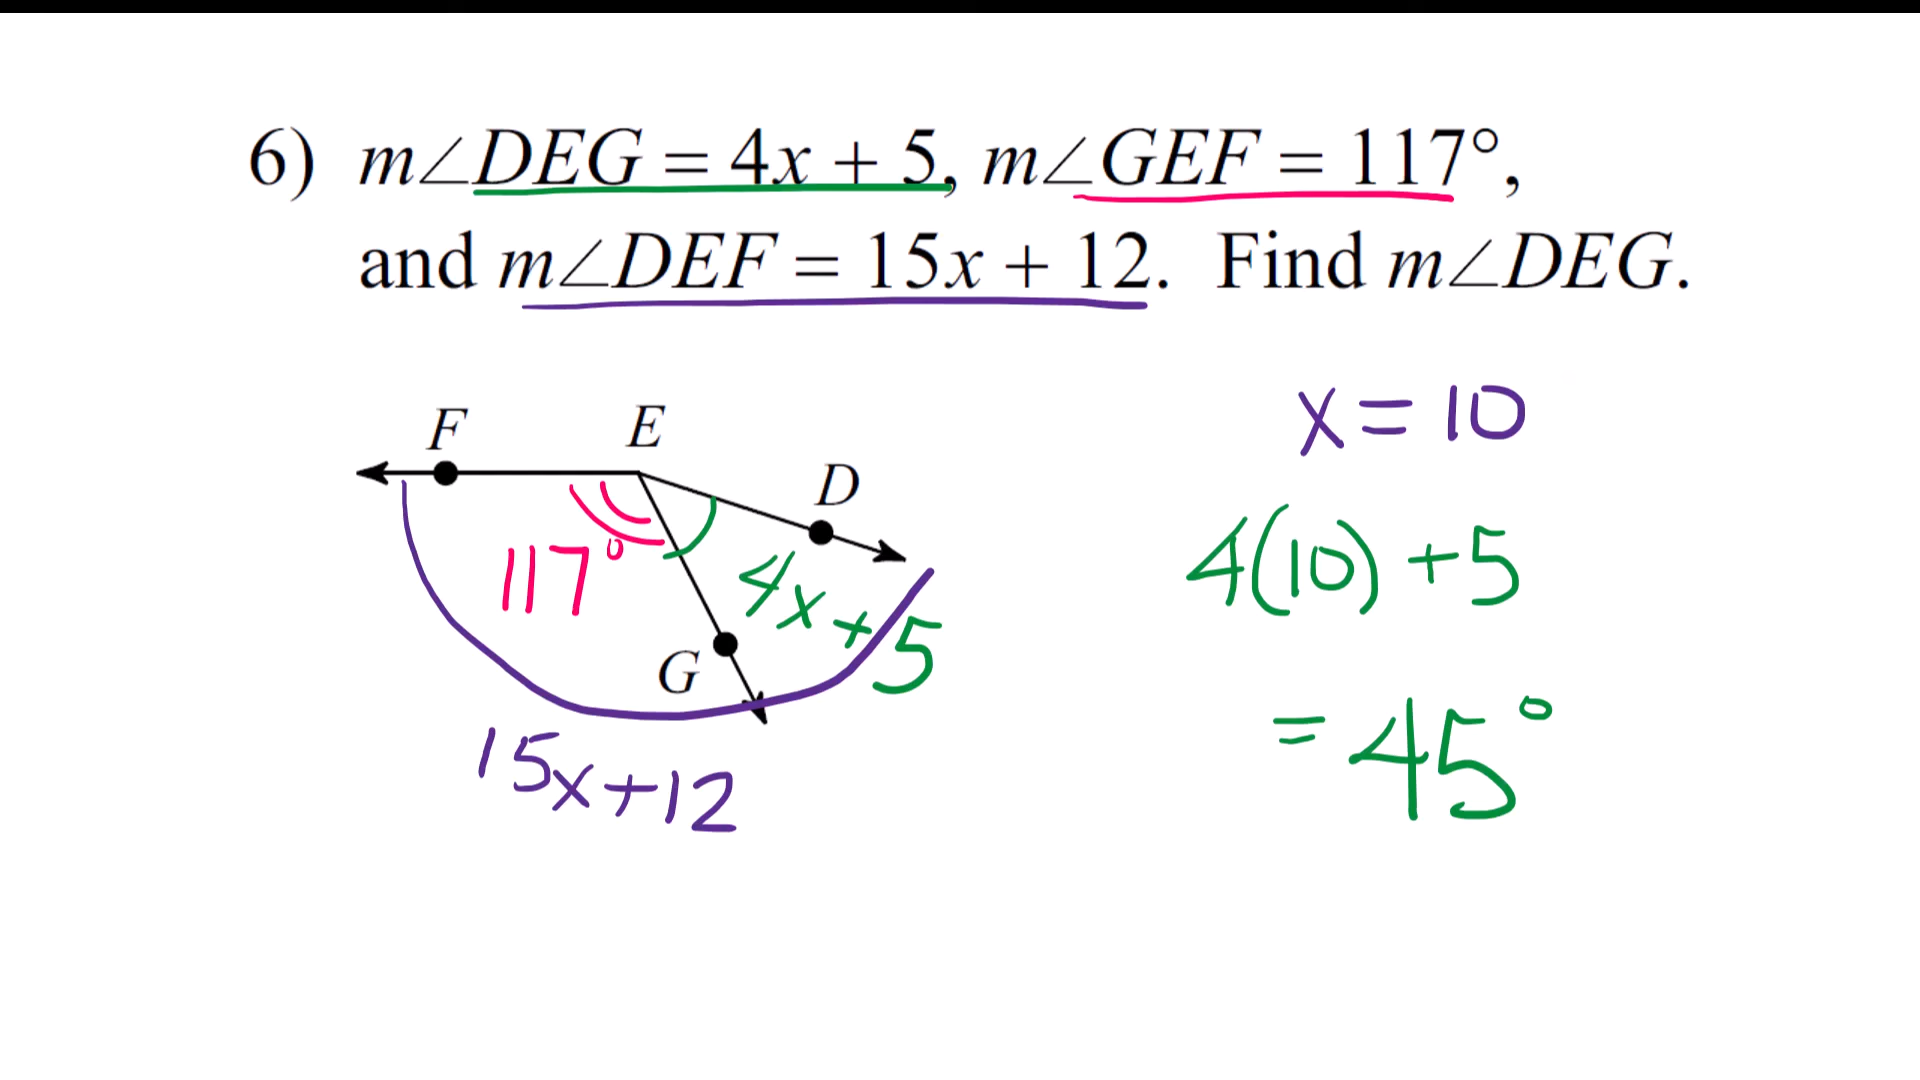 6) m∠DEG = 4x + 5, m∠GEF = 117°,
and m∠DEF = 15x + 12. Find m∠DEG.
F
E
D
G
117°
4x + 5
15x+12
x = 10
4(10) + 5
= 45°